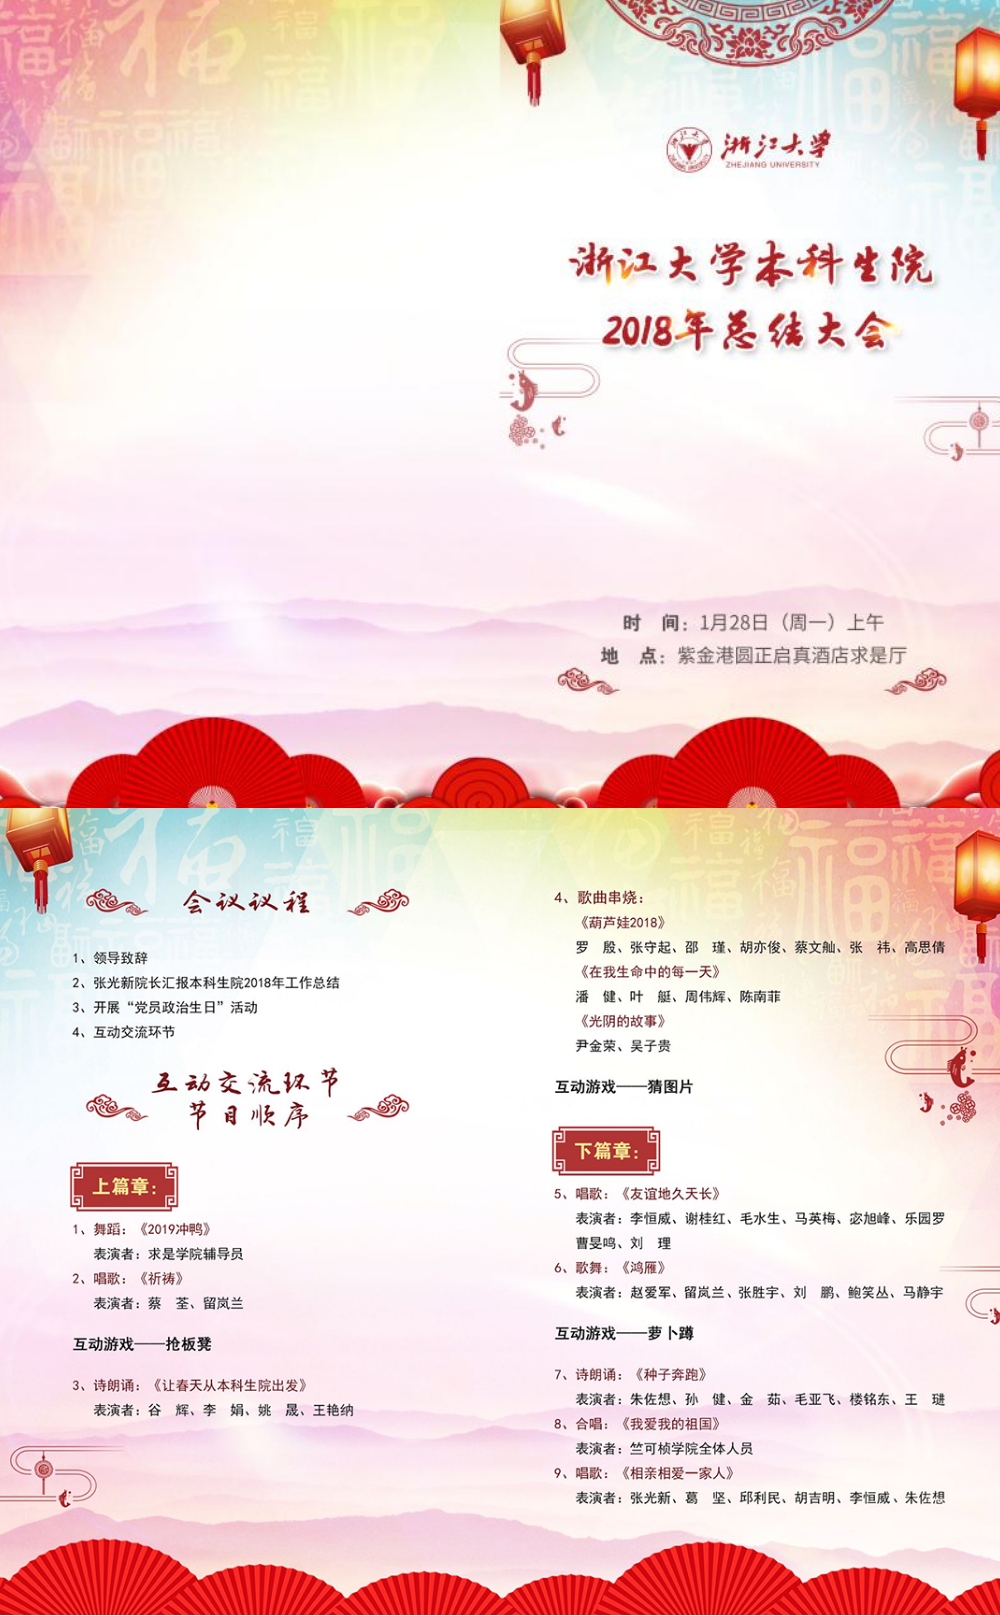 浙江大学
ZHEJIANG UNIVERSITY
浙江大学本科生院
2018年总结大会
时　间：1月28日（周一）上午
地　点：紫金港圆正启真酒店求是厅
会议议程
1、领导致辞
2、张光新院长汇报本科生院2018年工作总结
3、开展“党员政治生日”活动
4、互动交流环节
互动交流环节
节目顺序
上篇章：
1、舞蹈：《2019冲鸭》
表演者：求是学院辅导员
2、唱歌：《祈祷》
表演者：蔡　荃、留岚兰
互动游戏——抢板凳
3、诗朗诵：《让春天从本科生院出发》
表演者：谷　辉、李　娟、姚　晟、王艳纳
4、歌曲串烧：
《葫芦娃2018》
罗　殷、张守起、邵　瑾、胡亦俊、蔡文舢、张　祎、高思倩
《在我生命中的每一天》
潘　健、叶　艇、周伟辉、陈南菲
《光阴的故事》
尹金荣、吴子贵
互动游戏——猜图片
下篇章：
5、唱歌：《友谊地久天长》
表演者：李恒威、谢桂红、毛水生、马英梅、宓旭峰、乐园罗
曹旻鸣、刘　理
6、歌舞：《鸿雁》
表演者：赵爱军、留岚兰、张胜宇、刘　鹏、鲍笑丛、马静宇
互动游戏——萝卜蹲
7、诗朗诵：《种子奔跑》
表演者：朱佐想、孙　健、金　茹、毛亚飞、楼铭东、王　琎
8、合唱：《我爱我的祖国》
表演者：竺可桢学院全体人员
9、唱歌：《相亲相爱一家人》
表演者：张光新、葛　坚、邱利民、胡吉明、李恒威、朱佐想